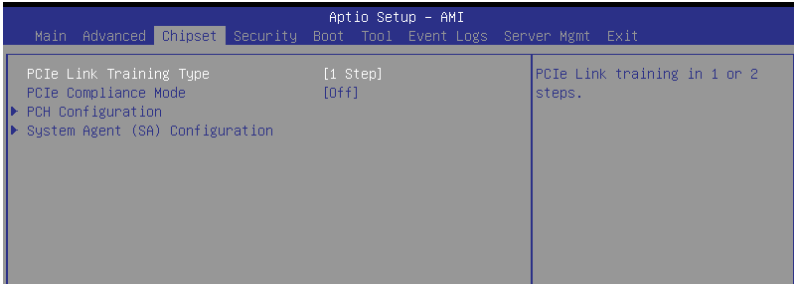 Aptio Setup – AMI
Main Advanced Chipset Security Boot Tool Event Logs Server Mgmt Exit
PCIe Link Training Type [1 Step]
PCIe Compliance Mode [Off]
PCH Configuration
System Agent (SA) Configuration
PCIe Link training in 1 or 2
steps.